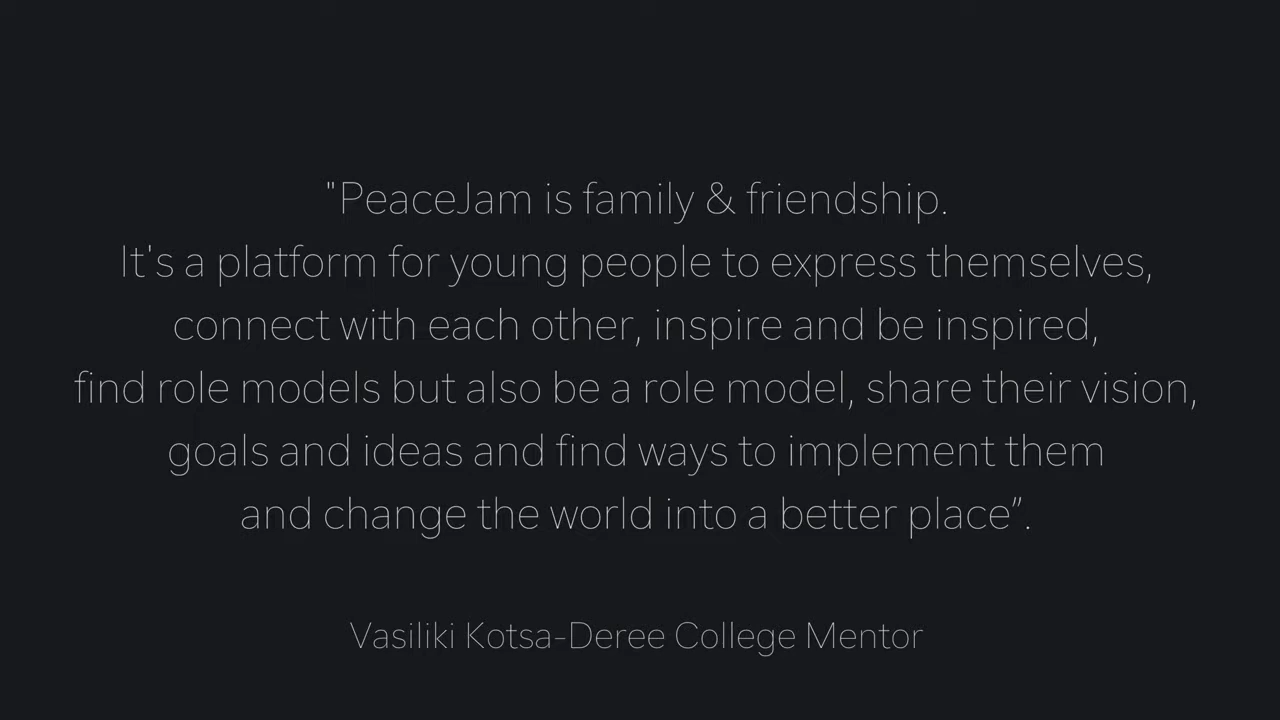 "PeaceJam is family & friendship.
It's a platform for young people to express themselves,
connect with each other, inspire and be inspired,
find role models but also be a role model, share their vision,
goals and ideas and find ways to implement them
and change the world into a better place”.
Vasiliki Kotsa-Deree College Mentor